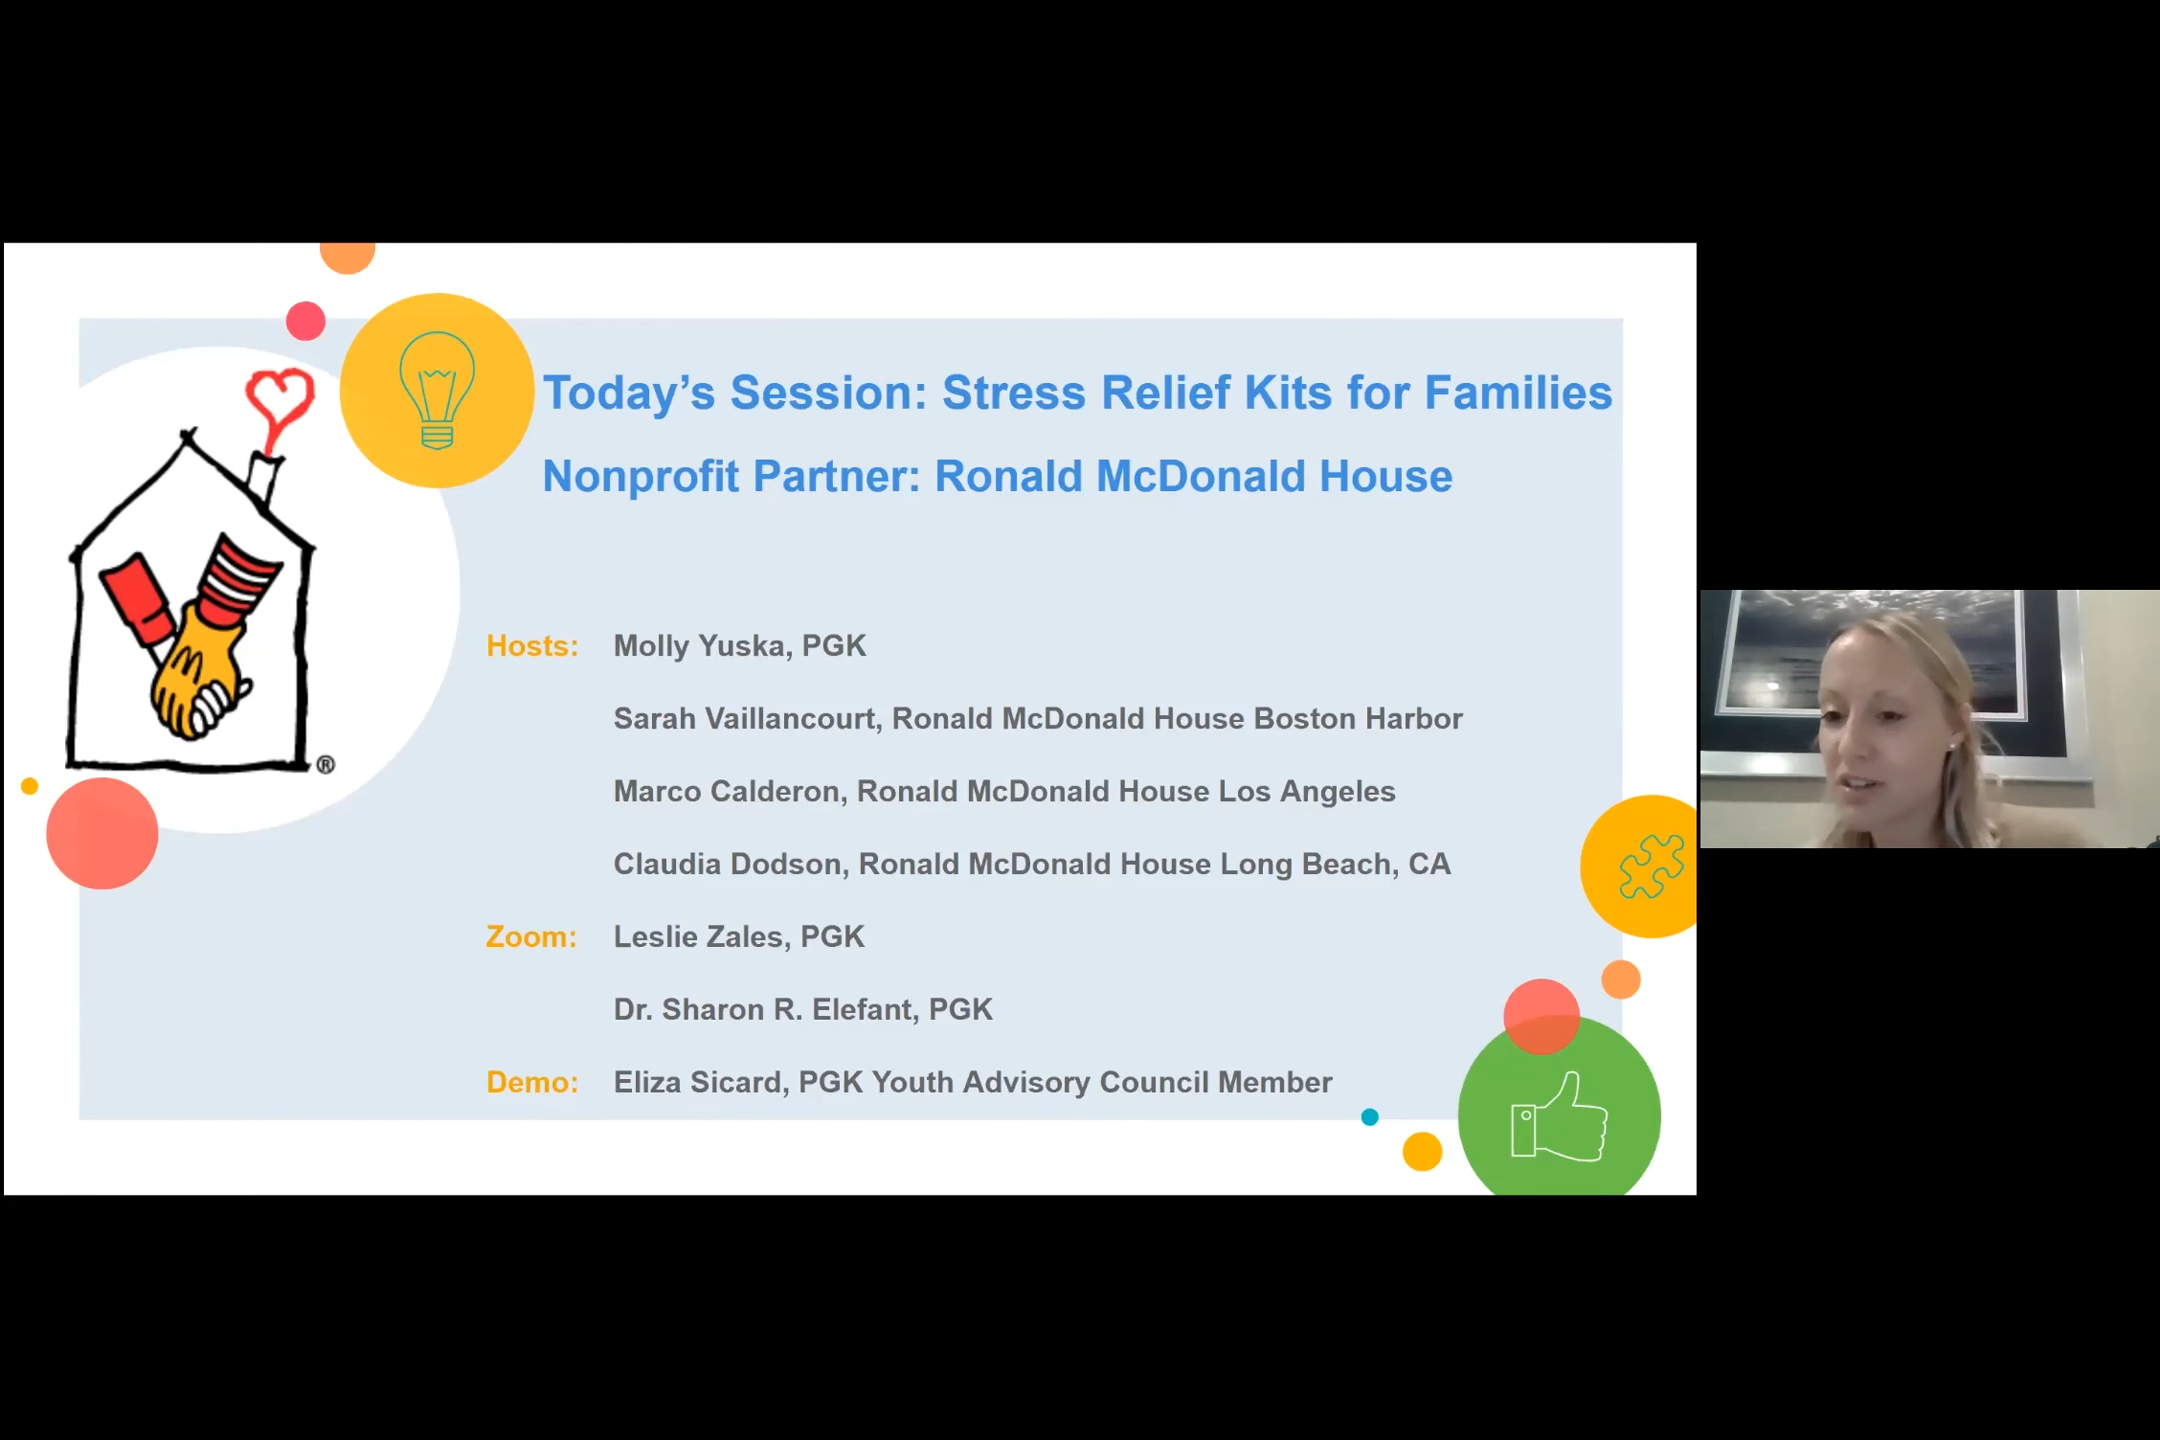 Today’s Session: Stress Relief Kits for Families
Nonprofit Partner: Ronald McDonald House
Hosts: Molly Yuska, PGK
Sarah Vaillancourt, Ronald McDonald House Boston Harbor
Marco Calderon, Ronald McDonald House Los Angeles
Claudia Dodson, Ronald McDonald House Long Beach, CA
Zoom: Leslie Zales, PGK
Dr. Sharon R. Elefant, PGK
Demo: Eliza Sicard, PGK Youth Advisory Council Member
®